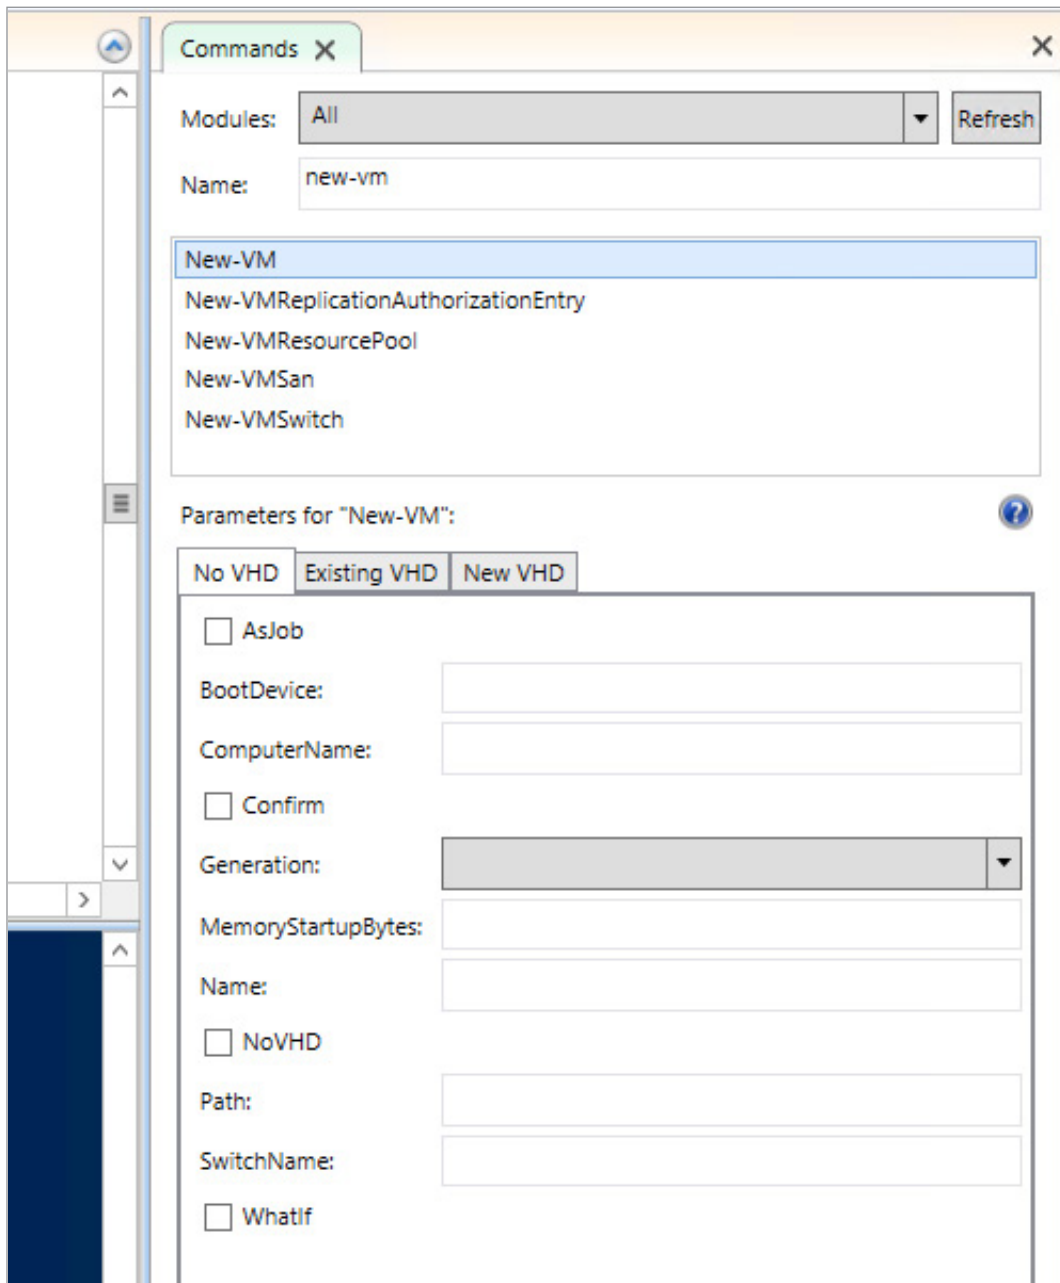 Commands
Modules: All Refresh
Name: new-vm
New-VM
New-VMReplicationAuthorizationEntry
New-VMResourcePool
New-VMSan
New-VMSwitch
Parameters for "New-VM": ?
No VHD Existing VHD New VHD
AsJob
BootDevice:
ComputerName:
Confirm
Generation:
MemoryStartupBytes:
Name:
NoVHD
Path:
SwitchName:
WhatIf